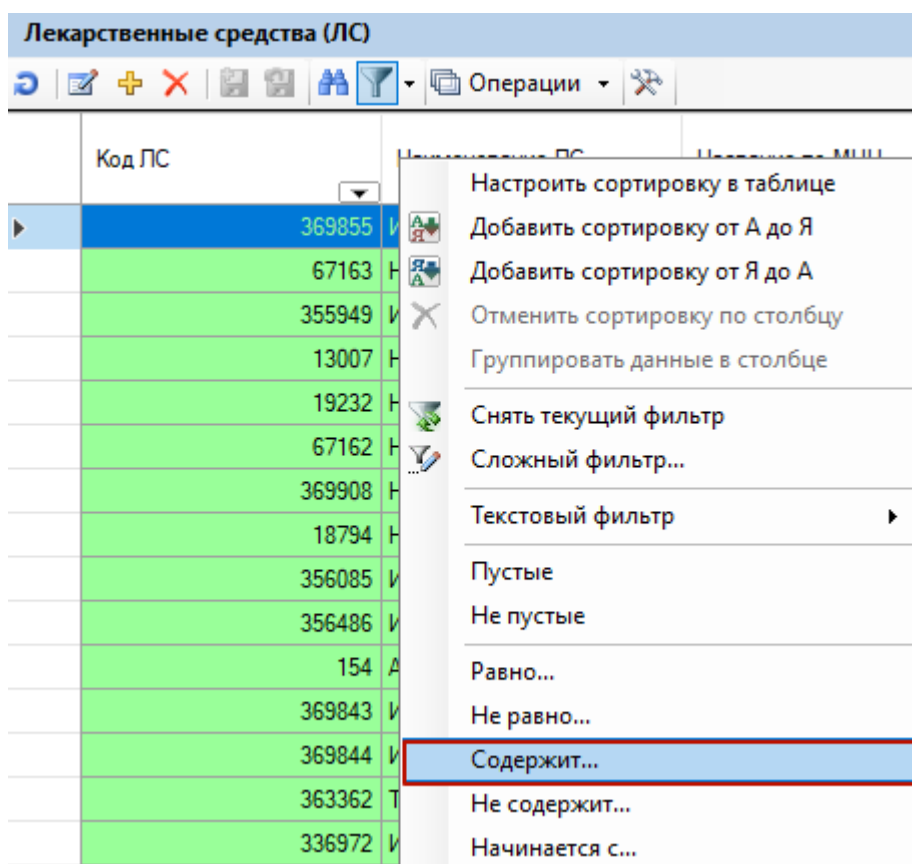 Лекарственные средства (ЛС)
Операции
Код ЛС
Настроить сортировку в таблице
369855
Добавить сортировку от А до Я
67163
Добавить сортировку от Я до А
355949
Отменить сортировку по столбцу
13007
Группировать данные в столбце
19232
Снять текущий фильтр
67162
Сложный фильтр...
369908
Текстовый фильтр
18794
Пустые
356085
Не пустые
356486
Равно...
154
Не равно...
369843
Содержит...
369844
Не содержит...
363362
Начинается с...
336972